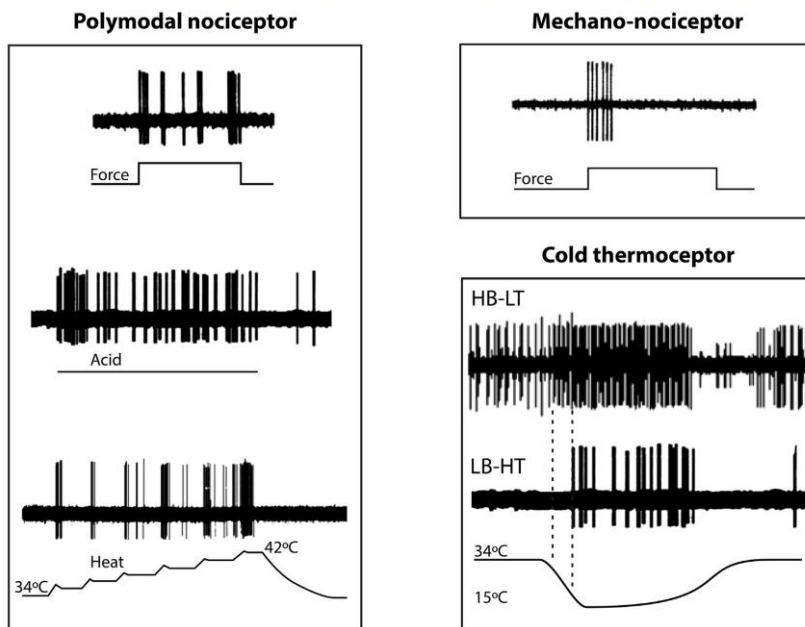 Polymodal nociceptor
Force
Acid
Heat
34ºC
42ºC
Mechano-nociceptor
Force
Cold thermoceptor
HB-LT
LB-HT
34ºC
15ºC